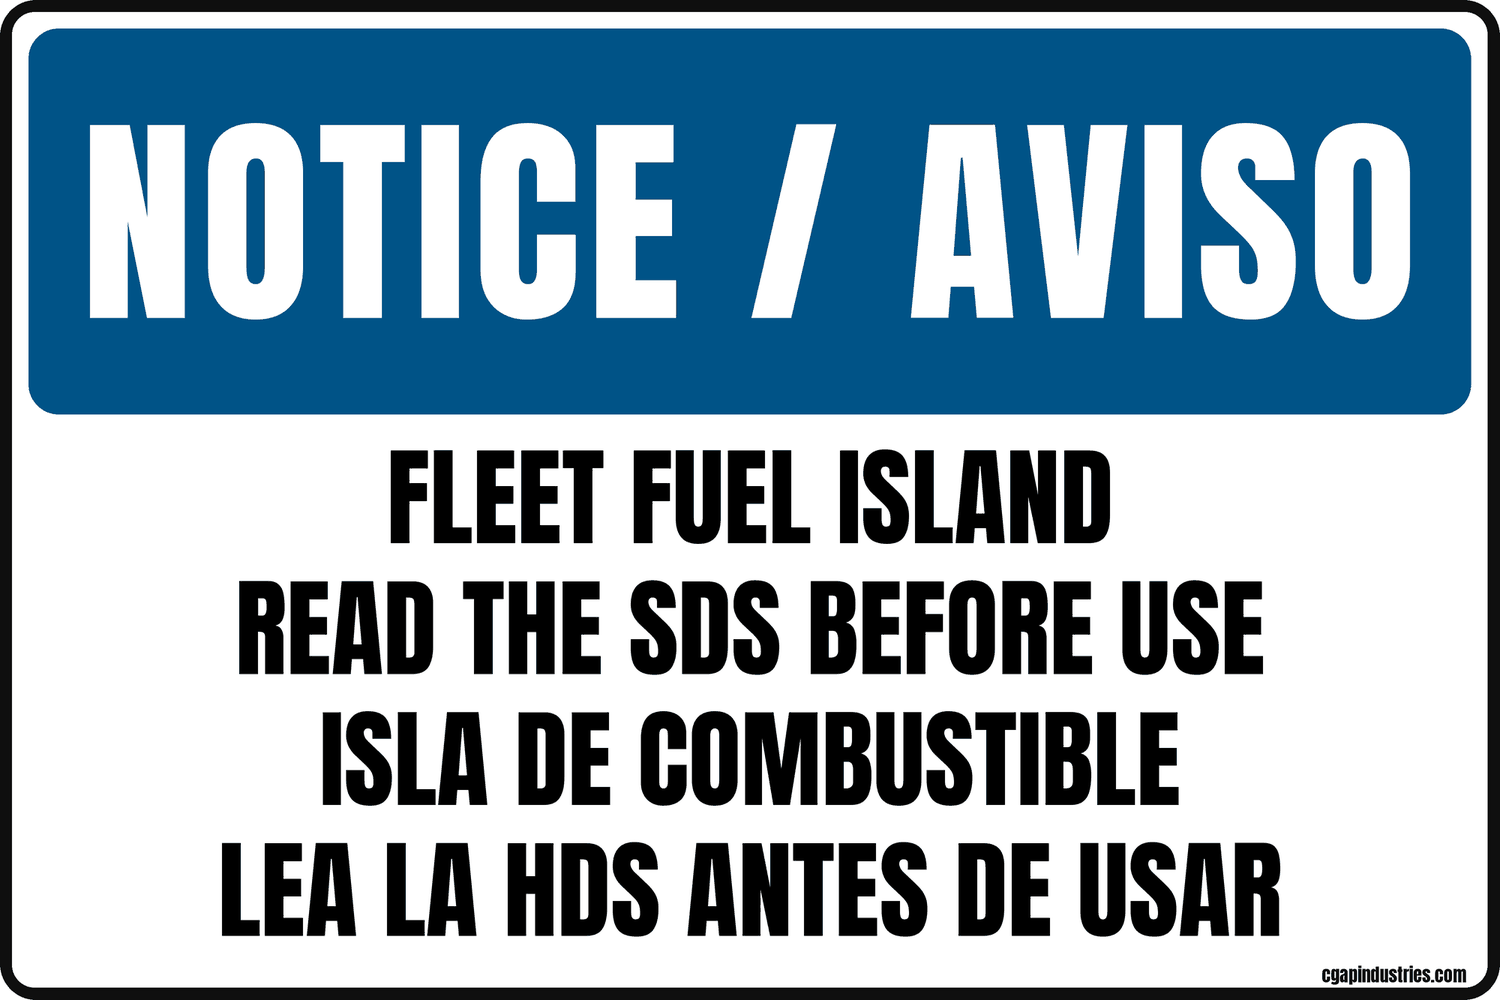 NOTICE / AVISO
FLEET FUEL ISLAND
READ THE SDS BEFORE USE
ISLA DE COMBUSTIBLE
LEA LA HDS ANTES DE USAR
cgapindustries.com